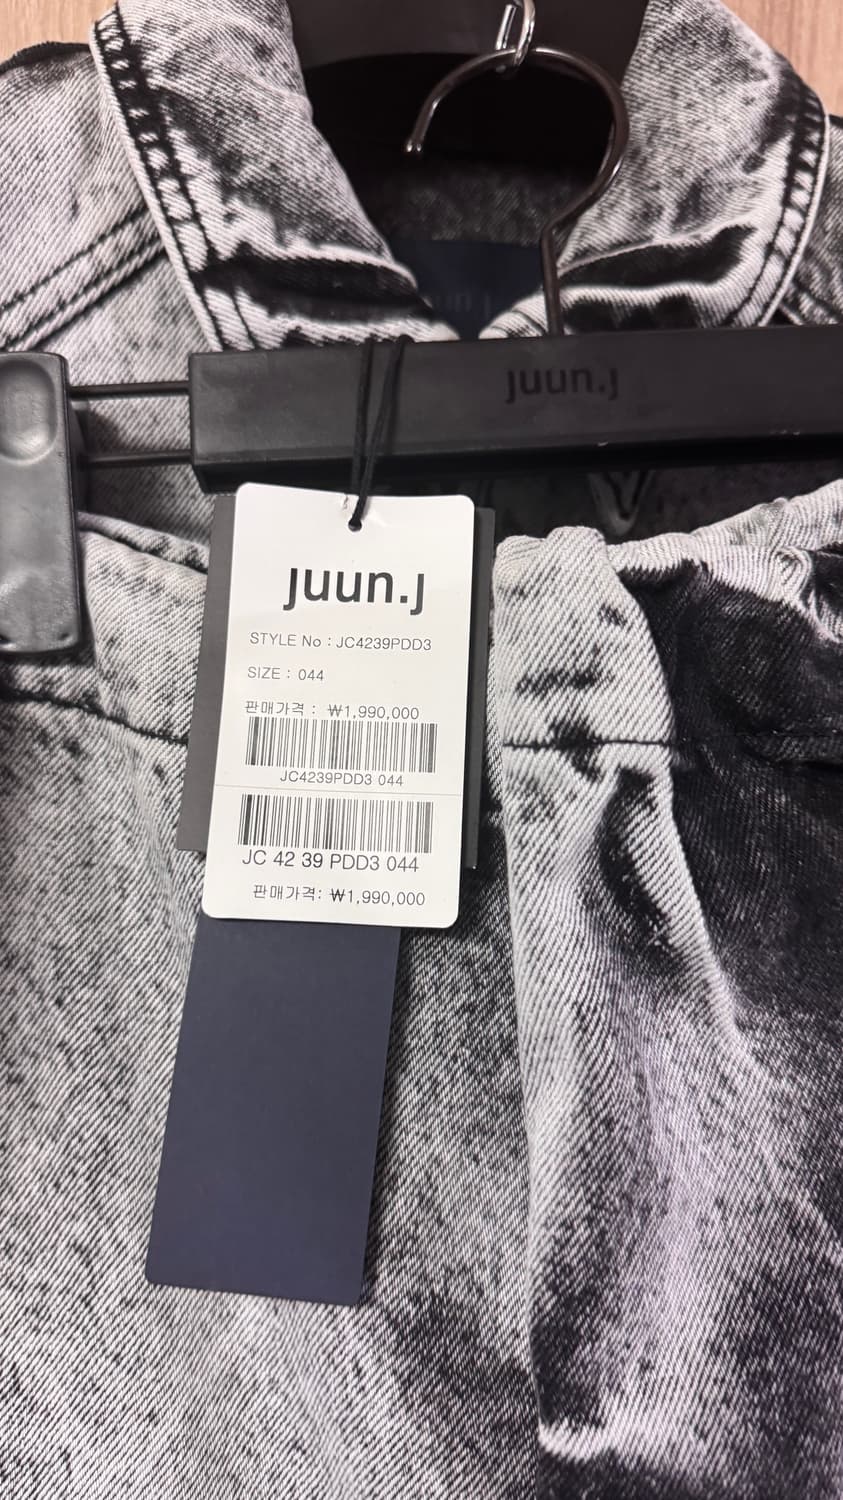 juun.j
juun.j
STYLE No : JC4239PDD3
SIZE : 044
판매가격 : ₩1,990,000
JC4239PDD3 044
JC 42 39 PDD3 044
판매가격: ₩1,990,000